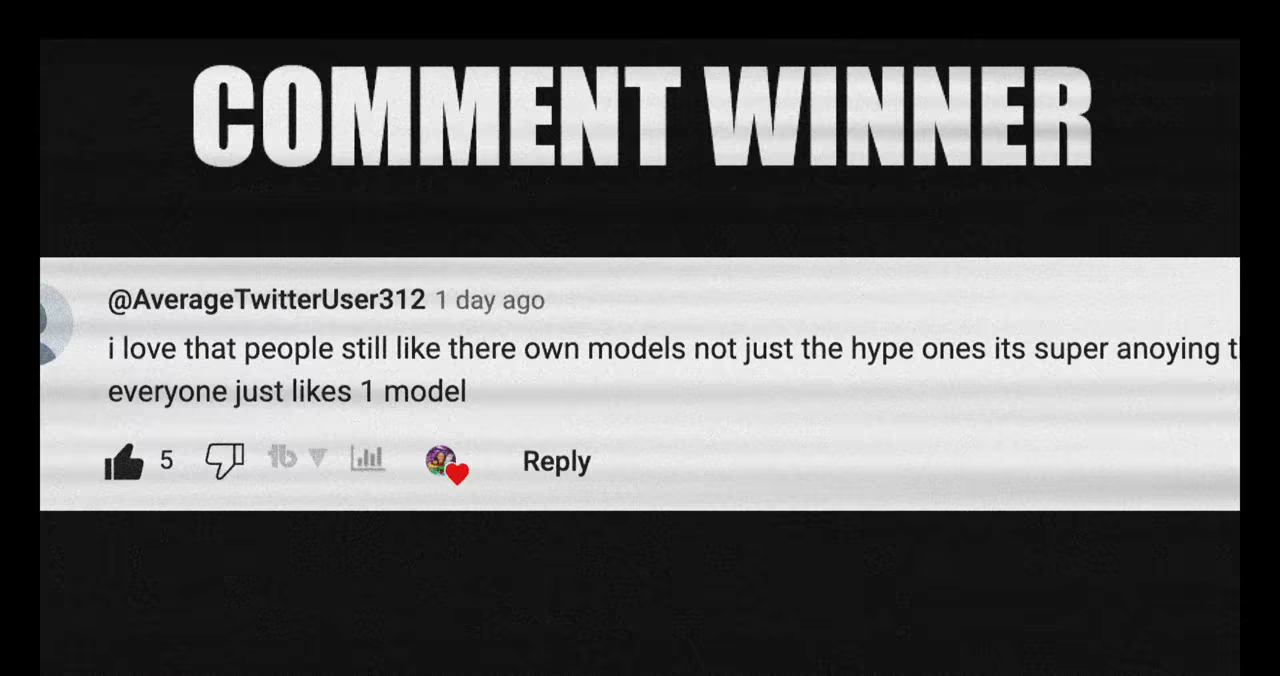 COMMENT WINNER
@AverageTwitterUser312 1 day ago
i love that people still like there own models not just the hype ones its super anoying
everyone just likes 1 model
5 tb Reply